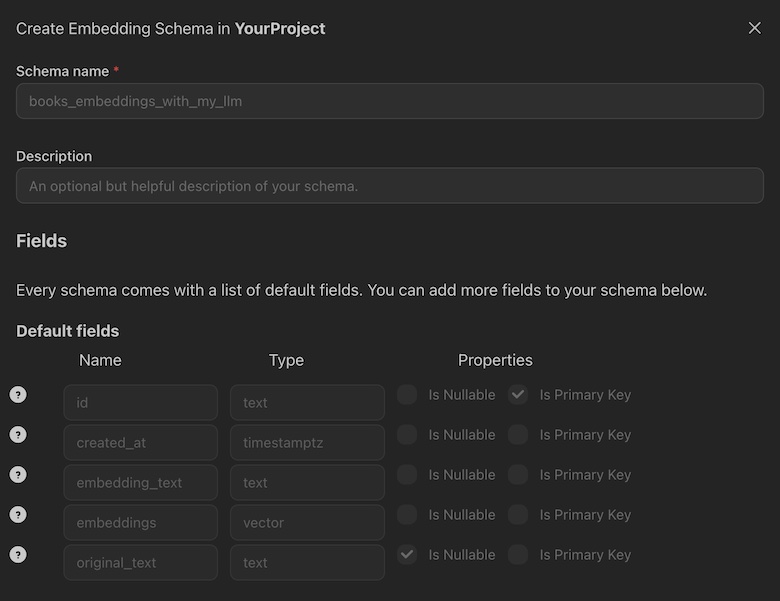 Create Embedding Schema in YourProject
Schema name *
books_embeddings_with_my_llm
Description
An optional but helpful description of your schema.
Fields
Every schema comes with a list of default fields. You can add more fields to your schema below.
Default fields
Name Type Properties
? id text Is Nullable Is Primary Key
? created_at timestamptz Is Nullable Is Primary Key
? embedding_text text Is Nullable Is Primary Key
? embeddings vector Is Nullable Is Primary Key
? original_text text Is Nullable Is Primary Key